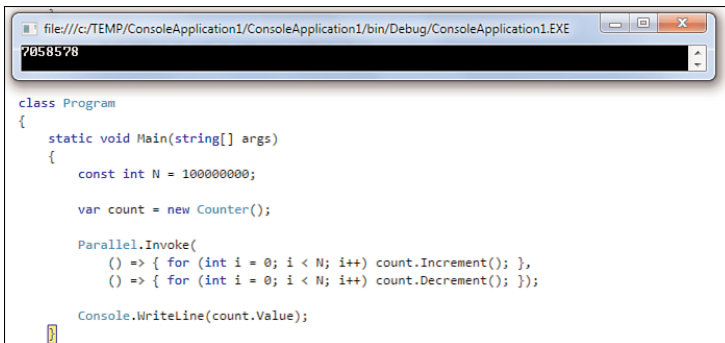 file:///c:/TEMP/ConsoleApplication1/ConsoleApplication1/bin/Debug/ConsoleApplication1.EXE
7058578
class Program
{
    static void Main(string[] args)
    {
        const int N = 100000000;
        var count = new Counter();
        Parallel.Invoke(
            () => { for (int i = 0; i < N; i++) count.Increment(); },
            () => { for (int i = 0; i < N; i++) count.Decrement(); });
        Console.WriteLine(count.Value);
    }